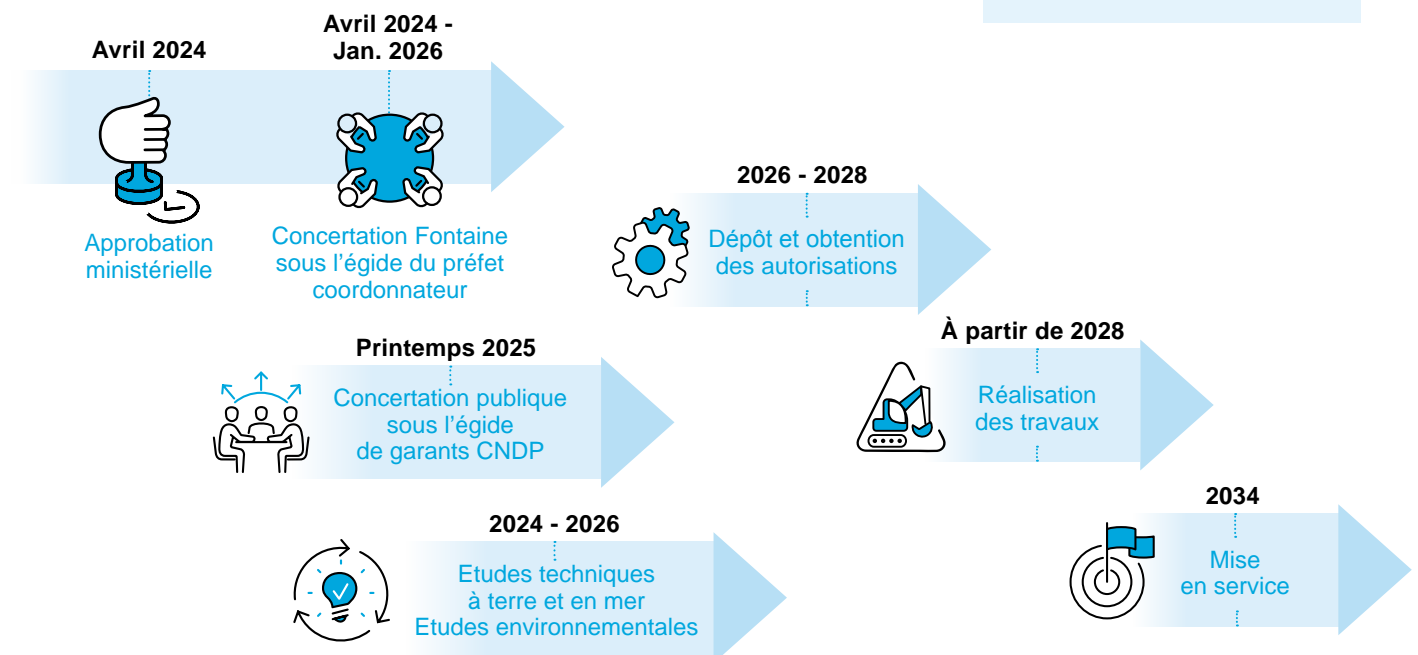 Avril 2024
Approbation
ministérielle
Avril 2024 -
Jan. 2026
Concertation Fontaine
sous l'égide du préfet
coordonnateur
2026 - 2028
Dépôt et obtention
des autorisations
Printemps 2025
Concertation publique
sous l'égide
de garants CNDP
À partir de 2028
Réalisation
des travaux
2024 - 2026
Etudes techniques
à terre et en mer
Etudes environnementales
2034
Mise
en service